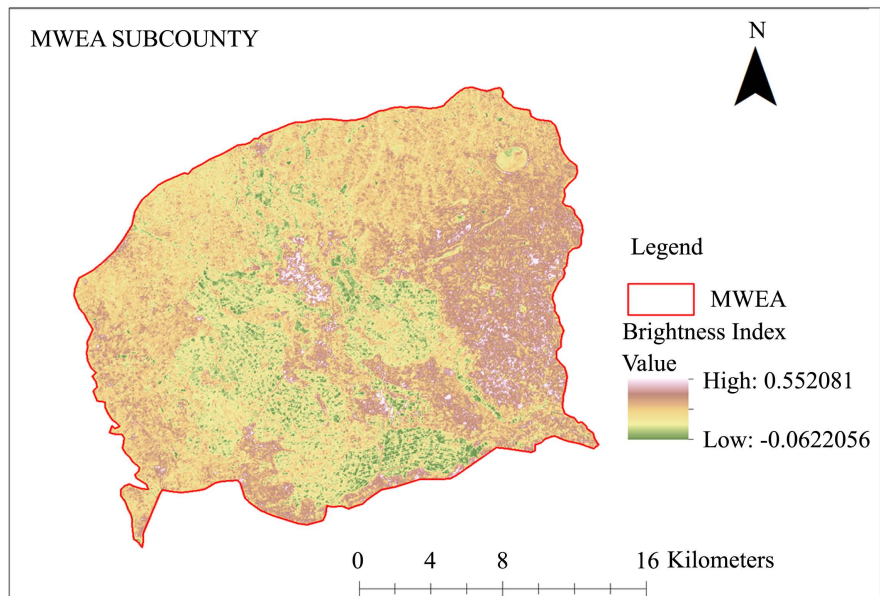 MWEA SUBCOUNTY
N
Legend
MWEA
Brightness Index
Value
High: 0.552081
Low: -0.0622056
0 4 8 16 Kilometers